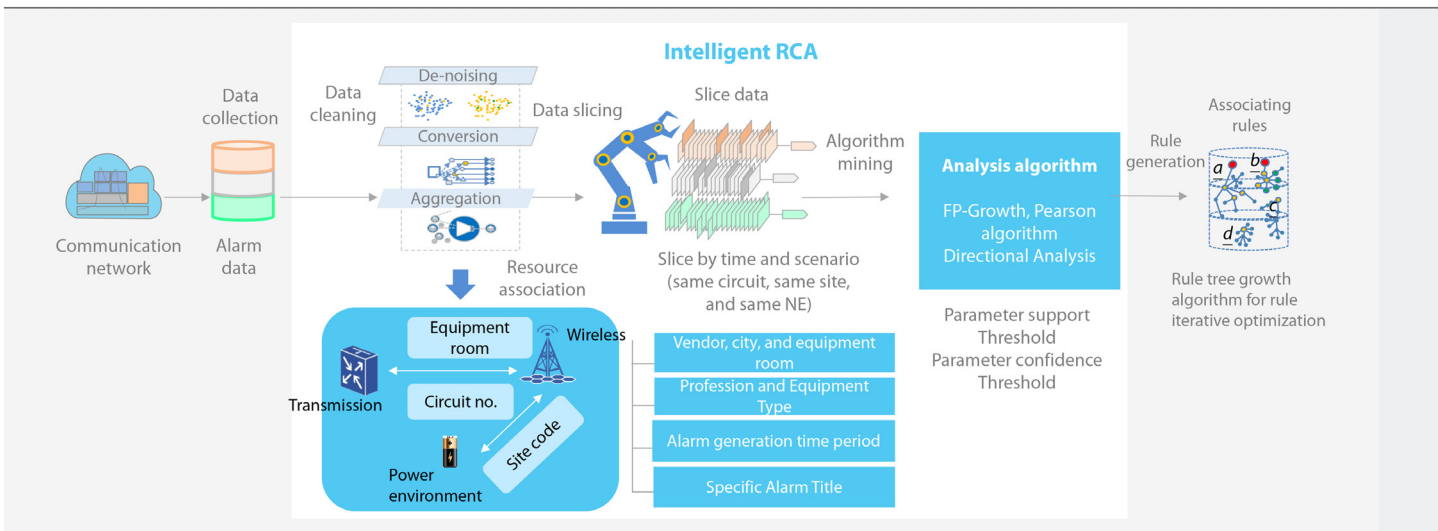 Intelligent RCA
Data
collection
Communication
network
Alarm
data
Data
cleaning
De-noising
Conversion
Aggregation
Data slicing
Slice data
Slice by time and scenario
(same circuit, same site,
and same NE)
Algorithm
mining
Analysis algorithm
FP-Growth, Pearson
algorithm
Directional Analysis
Parameter support
Threshold
Parameter confidence
Threshold
Rule
generation
Associating
rules
a
b
c
d
Rule tree growth
algorithm for rule
iterative optimization
Resource
association
Equipment
room
Wireless
Transmission
Circuit no.
Site code
Power
environment
Vendor, city, and equipment
room
Profession and Equipment
Type
Alarm generation time period
Specific Alarm Title